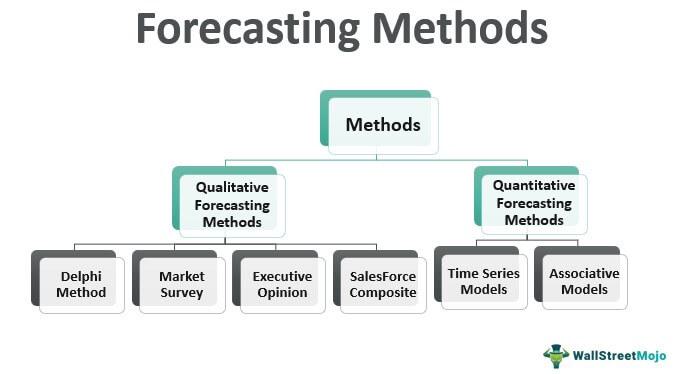 Forecasting Methods
Methods
Qualitative
Forecasting
Methods
Quantitative
Forecasting
Methods
Delphi
Method
Market
Survey
Executive
Opinion
SalesForce
Composite
Time Series
Models
Associative
Models
WallStreetMojo